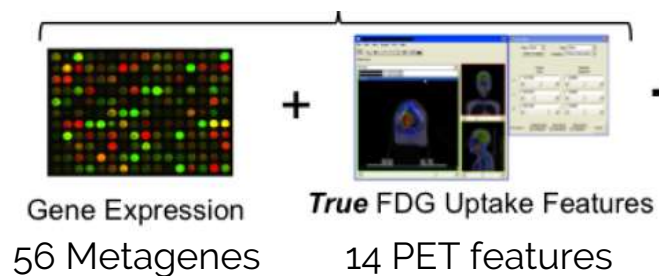 +
Gene Expression
True FDG Uptake Features
56 Metagenes
14 PET features